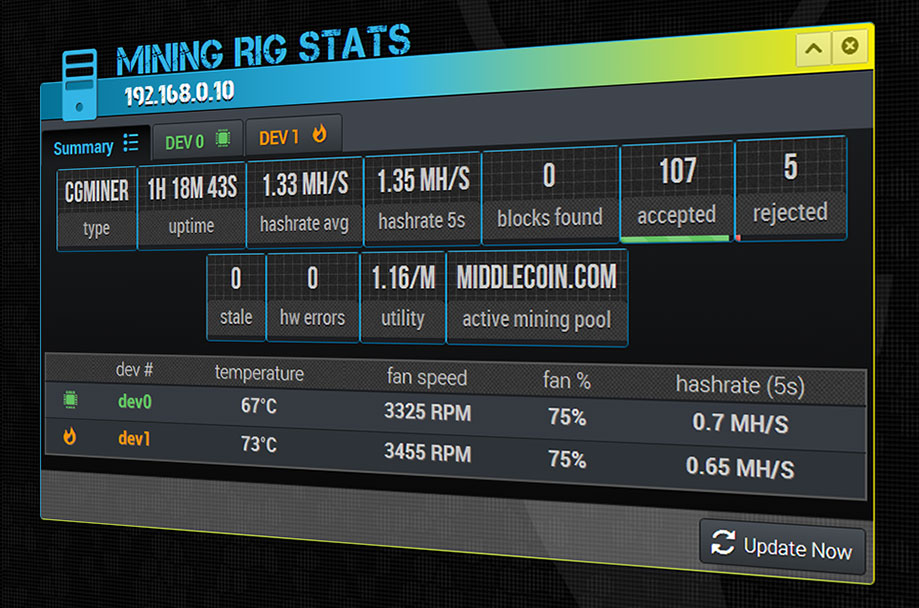 MINING RIG STATS
192.168.0.10
Summary DEV 0 DEV 1
CGMINER 1H 18M 43S 1.33 MH/S 1.35 MH/S 0 107 5
type uptime hashrate avg hashrate 5s blocks found accepted rejected
0 0 1.16/M MIDDLECOIN.COM
stale hw errors utility active mining pool
dev # temperature fan speed fan % hashrate (5s)
dev0 67°C 3325 RPM 75% 0.7 MH/S
dev1 73°C 3455 RPM 75% 0.65 MH/S
Update Now